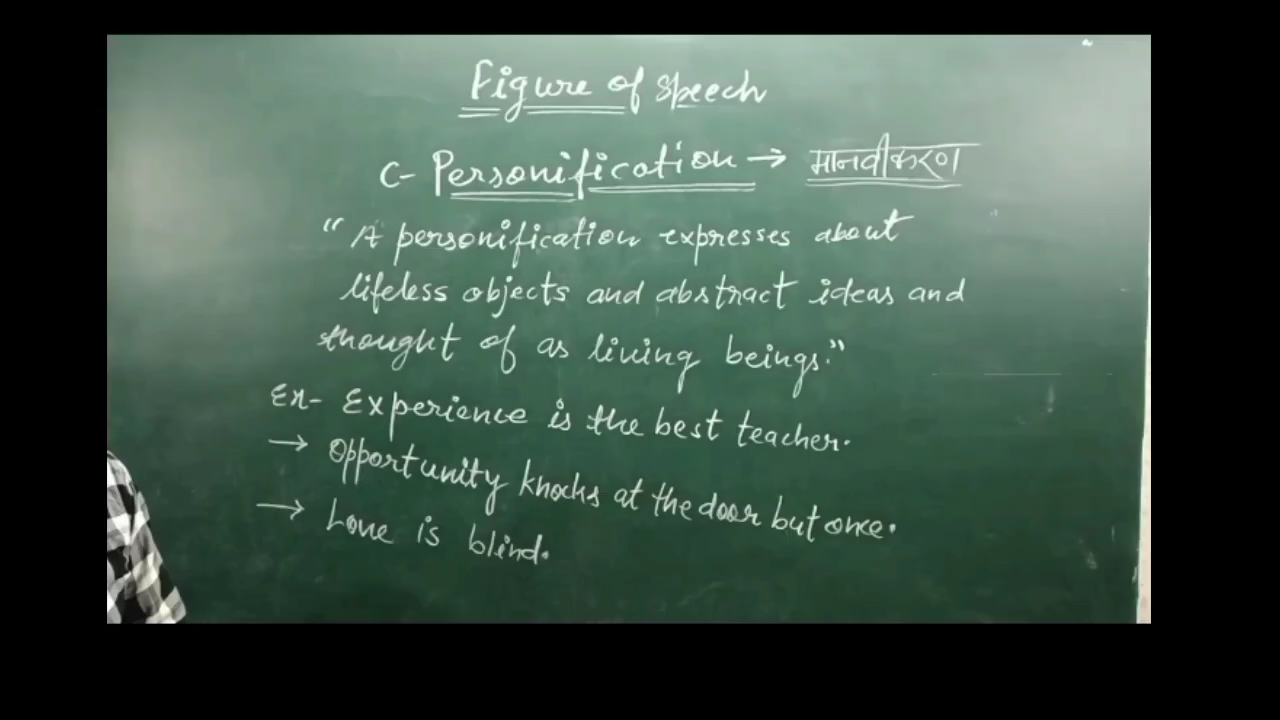 Figure of speech
C- Personification → मानवीकरण
“A personification expresses about
lifeless objects and abstract ideas and
thought of as living beings.”
Ex- Experience is the best teacher.
→ Opportunity knocks at the door but once.
→ Love is blind.